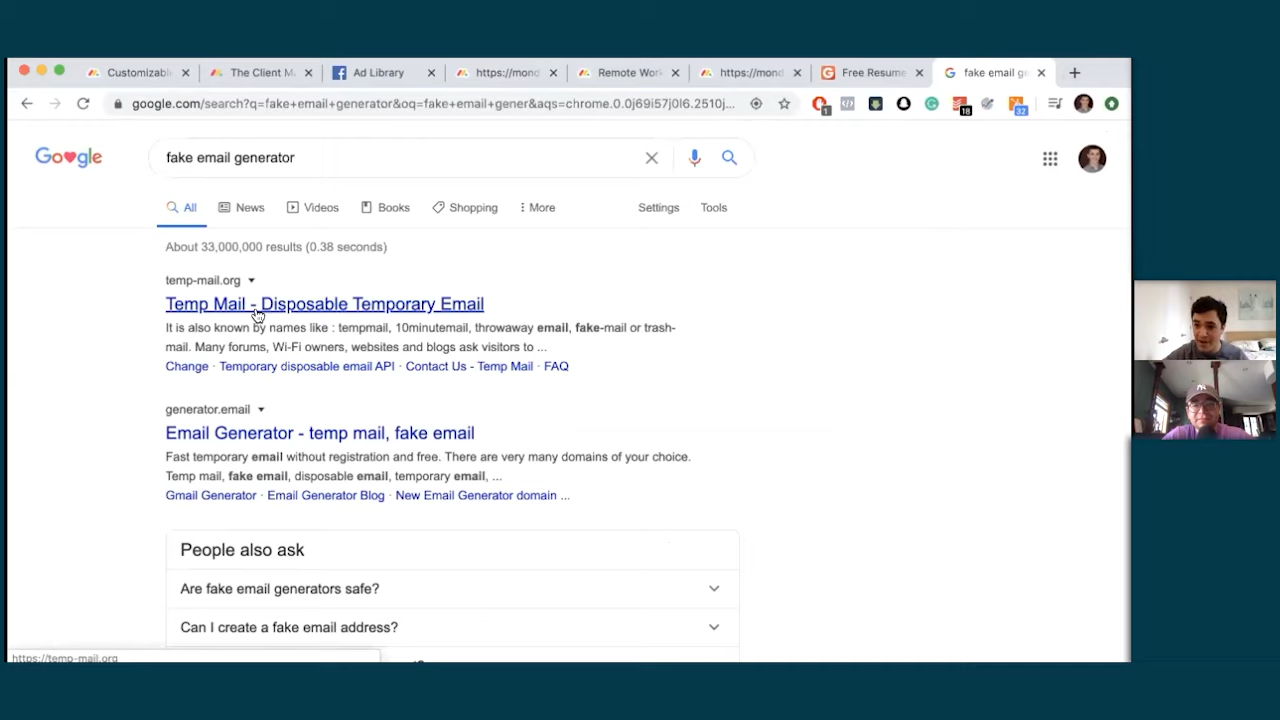 Customizabl
The Client M
Ad Library
https://mond
Remote Work
https://mond
Free Resume
fake email ge
google.com/search?q=fake+email+generator&oq=fake+email+gener&aqs=chrome.0.0j69i57j0l6.2510j...
1
18
32
Google
fake email generator
All
News
Videos
Books
Shopping
More
Settings
Tools
About 33,000,000 results (0.38 seconds)
temp-mail.org
Temp Mail - Disposable Temporary Email
It is also known by names like : tempmail, 10minutemail, throwaway email, fake-mail or trash-
mail. Many forums, Wi-Fi owners, websites and blogs ask visitors to ...
Change · Temporary disposable email API · Contact Us - Temp Mail · FAQ
generator.email
Email Generator - temp mail, fake email
Fast temporary email without registration and free. There are very many domains of your choice.
Temp mail, fake email, disposable email, temporary email, ...
Gmail Generator · Email Generator Blog · New Email Generator domain ...
People also ask
Are fake email generators safe?
Can I create a fake email address?
https://temp-mail.org